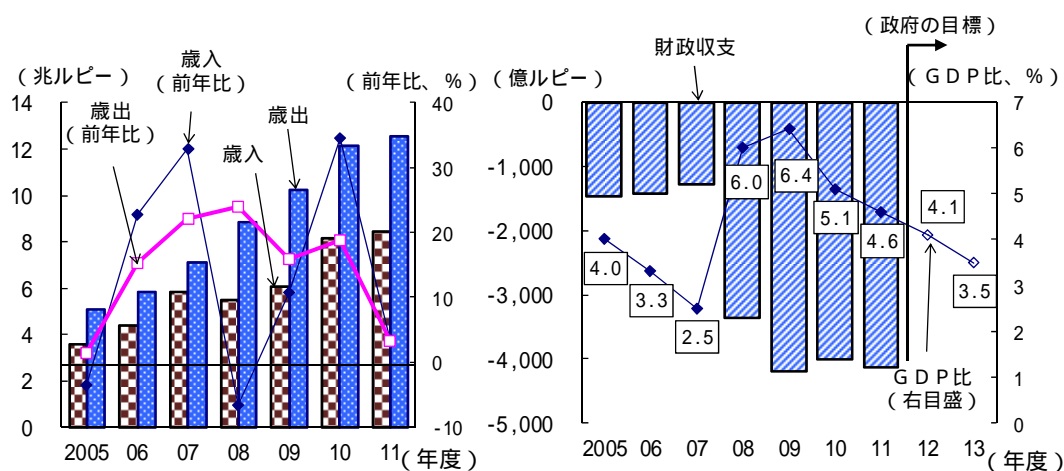 （兆ルピー）
歳入
（前年比）
（前年比、%）
歳出
（前年比）
歳入
歳出
14
12
10
8
6
4
2
0
40
30
20
10
0
-10
2005 06 07 08 09 10 11 （年度）
（億ルピー）
財政収支
（政府の目標）
（ＧＤＰ比、%）
0
-1,000
-2,000
-3,000
-4,000
-5,000
7
6
5
4
3
2
1
0
4.0
3.3
2.5
6.0
6.4
5.1
4.6
4.1
3.5
ＧＤＰ比
（右目盛）
2005 06 07 08 09 10 11 12 13
（年度）